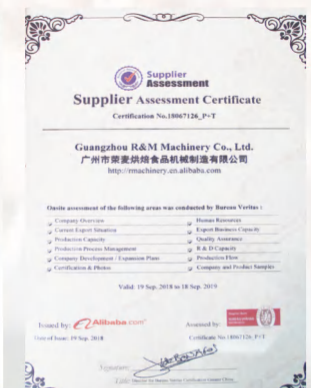 Supplier
Assessment
Supplier Assessment Certificate
Certification No.18067126_P+T
Guangzhou R&M Machinery Co., Ltd.
广州市荣麦烘焙食品机械制造有限公司
http://rmachinery.en.alibaba.com
Onsite assessment of the following areas was conducted by Bureau Veritas :
Company Overview
Human Resources
Current Export Situation
Export Business Capacity
Production Capacity
Quality Assurance
Production Process Management
R & D Capacity
Company Development / Expansion Plans
Production Flow
Certification & Photos
Company and Product Samples
Valid: 19 Sep. 2018 to 18 Sep. 2019
Issued by: Alibaba.com
Assessed by:
Date of Issue: 19 Sep. 2018
Certificate No.18067126_P+T
Signature: